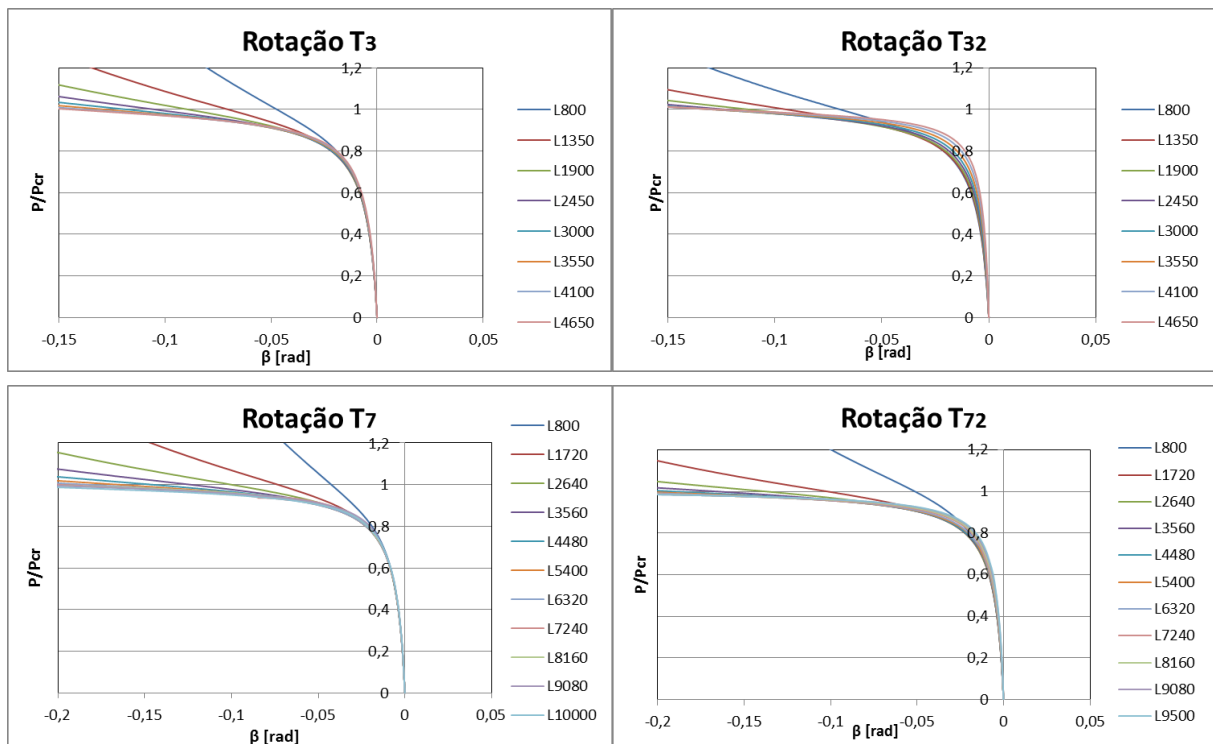 Rotação T3
1,2
1
0,8
0,6
0,4
0,2
0
-0,15
-0,1
-0,05
0
0,05
P/Pcr
β [rad]
L800
L1350
L1900
L2450
L3000
L3550
L4100
L4650
Rotação T32
1,2
1
0,8
0,6
0,4
0,2
0
-0,15
-0,1
-0,05
0
0,05
P/Pcr
β [rad]
L800
L1350
L1900
L2450
L3000
L3550
L4100
L4650
Rotação T7
1,2
1
0,8
0,6
0,4
0,2
0
-0,2
-0,15
-0,1
-0,05
0
0,05
P/Pcr
β [rad]
L800
L1720
L2640
L3560
L4480
L5400
L6320
L7240
L8160
L9080
L10000
Rotação T72
1,2
1
0,8
0,6
0,4
0,2
0
-0,2
-0,15
-0,1
-0,05
0
0,05
P/Pcr
β [rad]
L800
L1720
L2640
L3560
L4480
L5400
L6320
L7240
L8160
L9080
L9500